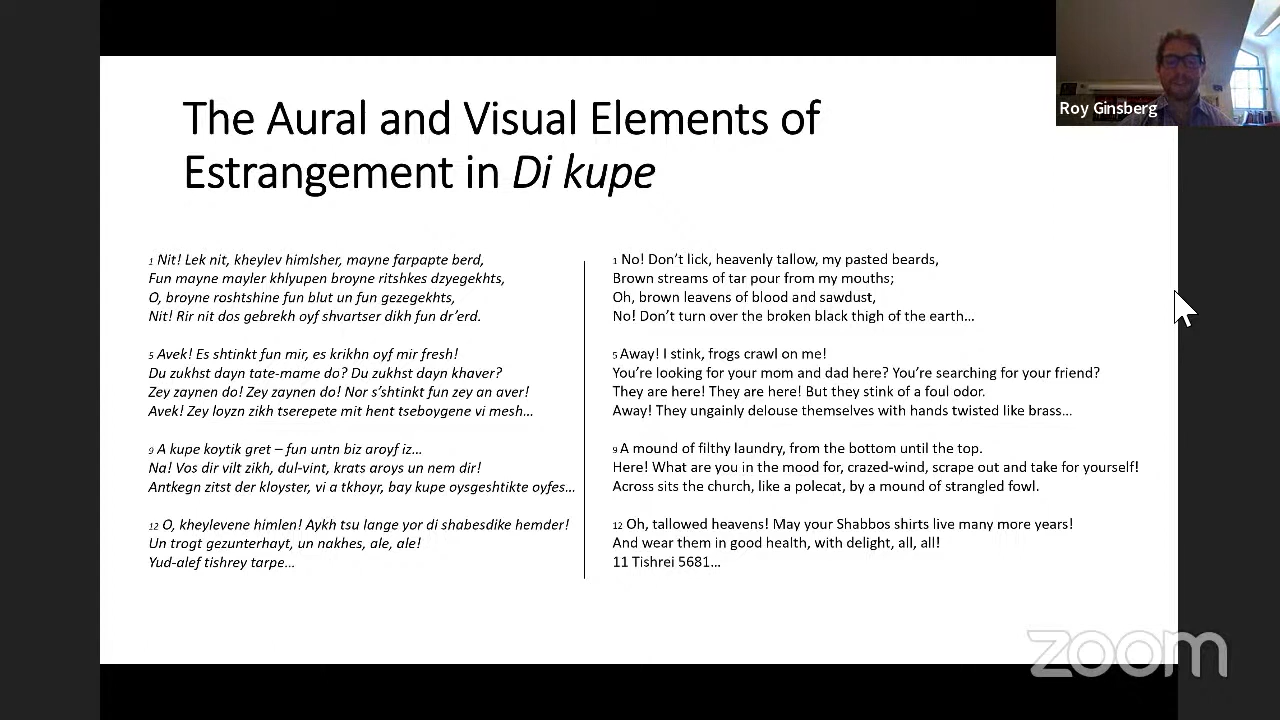 The Aural and Visual Elements of
Estrangement in Di kupe
Roy Ginsberg
1 Nit! Lek nit, kheylev himlsher, mayne farpapte berd,
Fun mayne mayler khlyupen broyne ritshkes dzyegekhts,
O, broyne roshtshine fun blut un fun gezegekhts,
Nit! Rir nit dos gebrekh oyf shvartser dikh fun dr'erd.
5 Avek! Es shtinkt fun mir, es krikhn oyf mir fresh!
Du zukhst dayn tate-mame do? Du zukhst dayn khaver?
Zey zaynen do! Zey zaynen do! Nor s'shtinkt fun zey an aver!
Avek! Zey loyzn zikh tserepete mit hent tseboygene vi mesh...
9 A kupe koytik gret – fun untn biz aroyf iz...
Na! Vos dir vilt zikh, dul-vint, krats aroys un nem dir!
Antkegn zitst der kloyster, vi a tkhoyr, bay kupe oysgeshtikte oyfes...
12 O, kheylevene himlen! Aykh tsu lange yor di shabesdike hemder!
Un trogt gezunterhayt, un nakhes, ale, ale!
Yud-alef tishrey tarpe...
1 No! Don't lick, heavenly tallow, my pasted beards,
Brown streams of tar pour from my mouths;
Oh, brown leavens of blood and sawdust,
No! Don't turn over the broken black thigh of the earth...
5 Away! I stink, frogs crawl on me!
You're looking for your mom and dad here? You're searching for your friend?
They are here! They are here! But they stink of a foul odor.
Away! They ungainly delouse themselves with hands twisted like brass...
9 A mound of filthy laundry, from the bottom until the top.
Here! What are you in the mood for, crazed-wind, scrape out and take for yourself!
Across sits the church, like a polecat, by a mound of strangled fowl.
12 Oh, tallowed heavens! May your Shabbos shirts live many more years!
And wear them in good health, with delight, all, all!
11 Tishrei 5681...
zoom